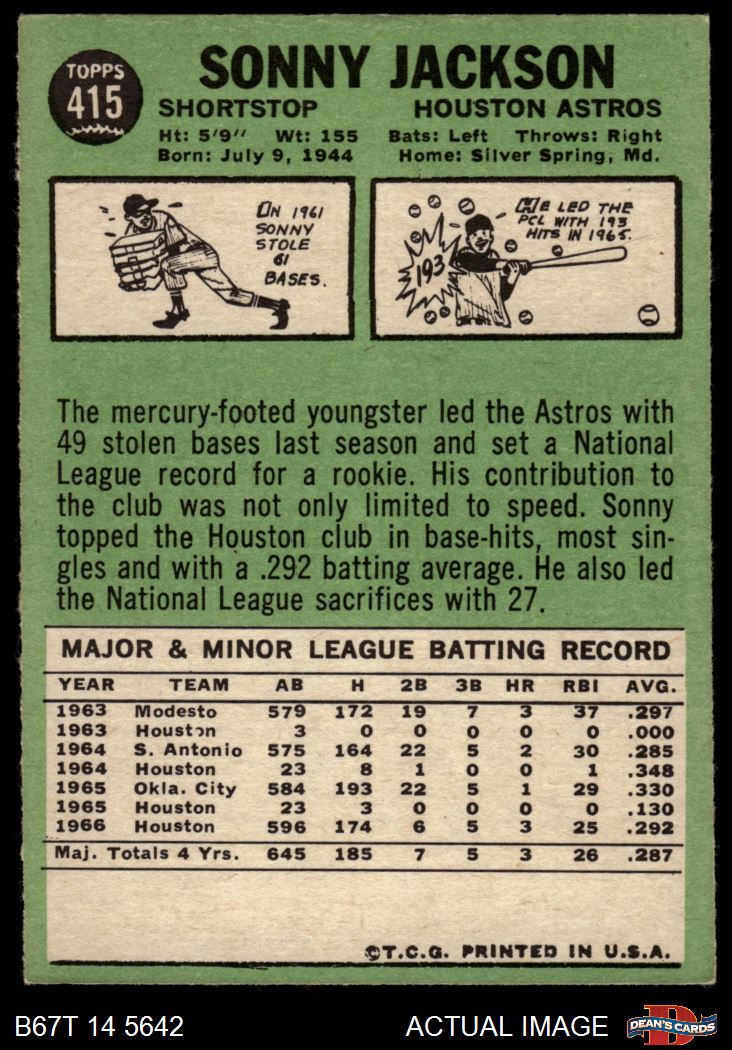 TOPPS
415
SONNY JACKSON
SHORTSTOP HOUSTON ASTROS
Ht: 5'9" Wt: 155 Bats: Left Throws: Right
Born: July 9, 1944 Home: Silver Spring, Md.
ON 1961
SONNY
STOLE
61
BASES.
HE LED THE
PCL WITH 193
HITS IN 1965.
193
The mercury-footed youngster led the Astros with
49 stolen bases last season and set a National
League record for a rookie. His contribution to
the club was not only limited to speed. Sonny
topped the Houston club in base-hits, most sin-
gles and with a .292 batting average. He also led
the National League sacrifices with 27.
MAJOR & MINOR LEAGUE BATTING RECORD
YEAR TEAM AB H 2B 3B HR RBI AVG.
1963 Modesto 579 172 19 7 3 37 .297
1963 Houston 3 0 0 0 0 0 .000
1964 S. Antonio 575 164 22 5 2 30 .285
1964 Houston 23 8 1 0 0 1 .348
1965 Okla. City 584 193 22 5 1 29 .330
1965 Houston 23 3 0 0 0 0 .130
1966 Houston 596 174 6 5 3 25 .292
Maj. Totals 4 Yrs. 645 185 7 5 3 26 .287
©T.C.G. PRINTED IN U.S.A.
B67T 14 5642 ACTUAL IMAGE
D
DEAN'S CARDS